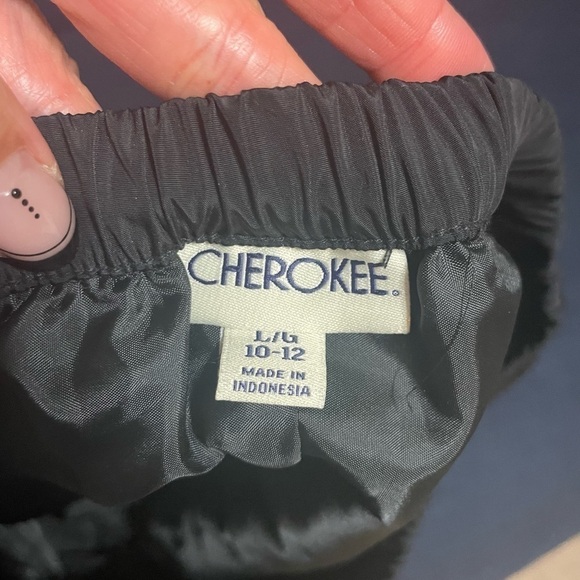 CHEROKEE.
L/G
10-12
MADE IN
INDONESIA